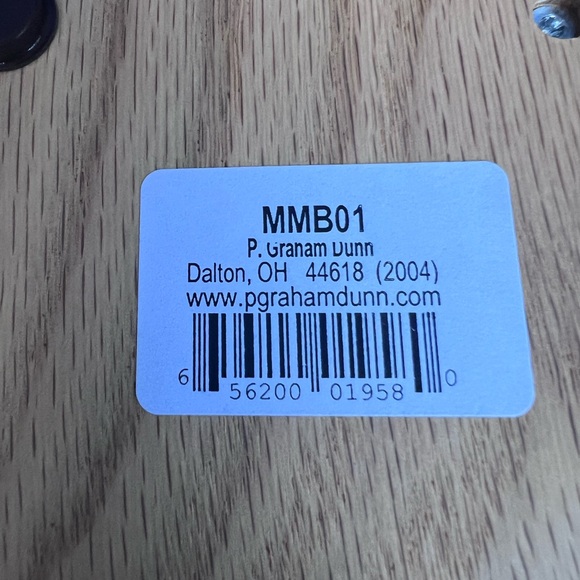 MMB01
P. Graham Dunn
Dalton, OH 44618 (2004)
www.pgrahamdunn.com
6 56200 01958 0